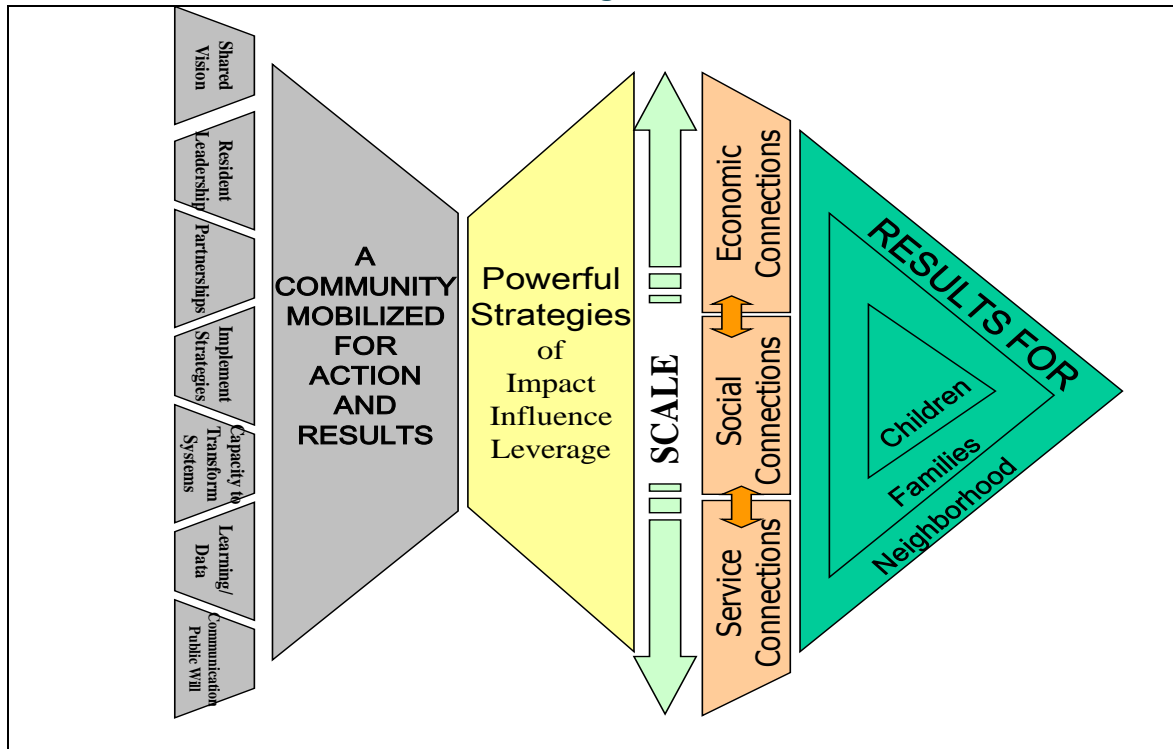 Shared
Vision
Resident
Leadership
Partnerships
Implement
Strategies
Capacity to
Transform
Systems
Learning/
Data
Communication
Public Will
A
COMMUNITY
MOBILIZED
FOR
ACTION
AND
RESULTS
Powerful
Strategies
of
Impact
Influence
Leverage
SCALE
Economic
Connections
Social
Connections
Service
Connections
RESULTS FOR
Children
Families
Neighborhood